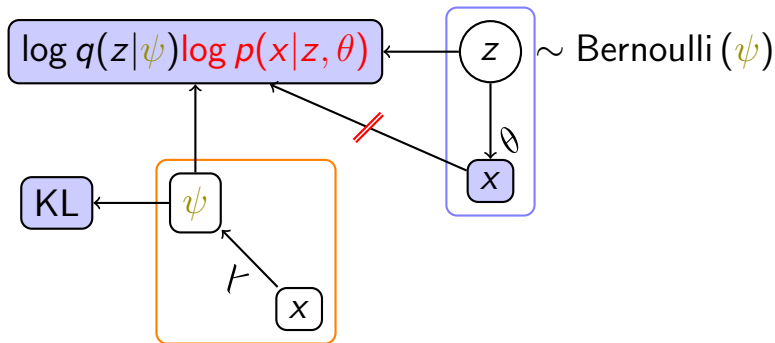 log q(z|ψ)log p(x|z, θ)
z
∼ Bernoulli (ψ)
θ
x
KL
ψ
γ
x